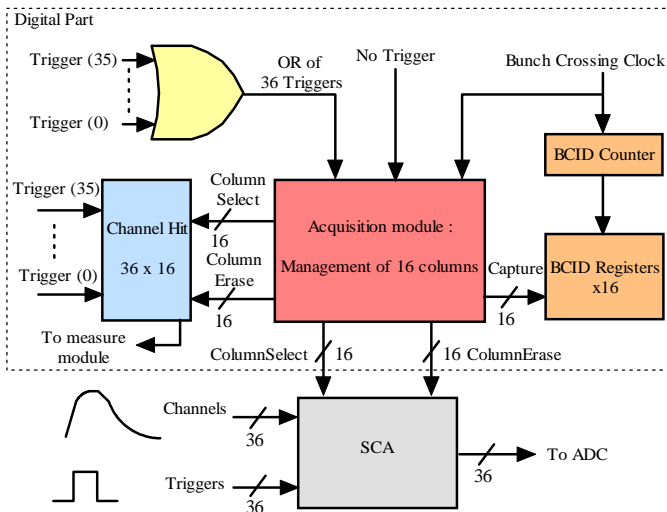 Digital Part
Trigger (35)
Trigger (0)
OR of
36 Triggers
No Trigger
Bunch Crossing Clock
BCID Counter
Trigger (35)
Trigger (0)
Channel Hit
36 x 16
Column
Select
16
Column
Erase
16
Acquisition module :
Management of 16 columns
Capture
16
BCID Registers
x16
To measure
module
ColumnSelect
16
16 ColumnErase
Channels
36
Triggers
36
SCA
36
To ADC